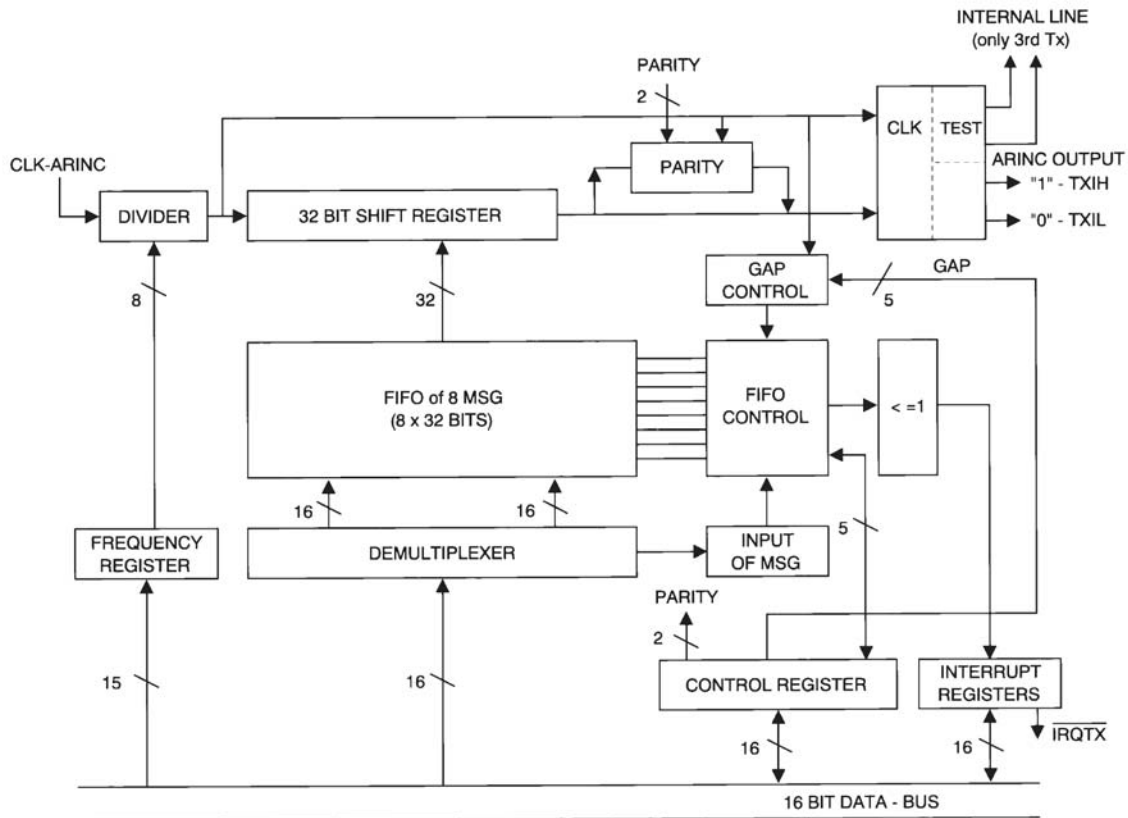 INTERNAL LINE
(only 3rd Tx)
PARITY
2
CLK
TEST
CLK-ARINC
PARITY
ARINC OUTPUT
"1" - TXIH
DIVIDER
32 BIT SHIFT REGISTER
"0" - TXIL
GAP
CONTROL
GAP
5
8
32
FIFO of 8 MSG
(8 x 32 BITS)
FIFO
CONTROL
< =1
16
16
5
FREQUENCY
REGISTER
DEMULTIPLEXER
INPUT
OF MSG
PARITY
2
15
16
CONTROL REGISTER
INTERRUPT
REGISTERS
16
16
IRQTX
16 BIT DATA - BUS